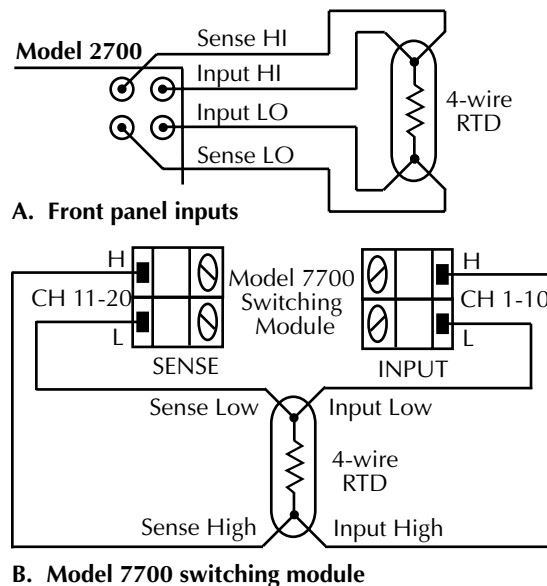 Sense HI
Model 2700
Input HI
Input LO
4-wire
RTD
Sense LO
A. Front panel inputs
H
H
CH 11-20
Model 7700
Switching
Module
CH 1-10
L
L
SENSE
INPUT
Sense Low
Input Low
4-wire
RTD
Sense High
Input High
B. Model 7700 switching module